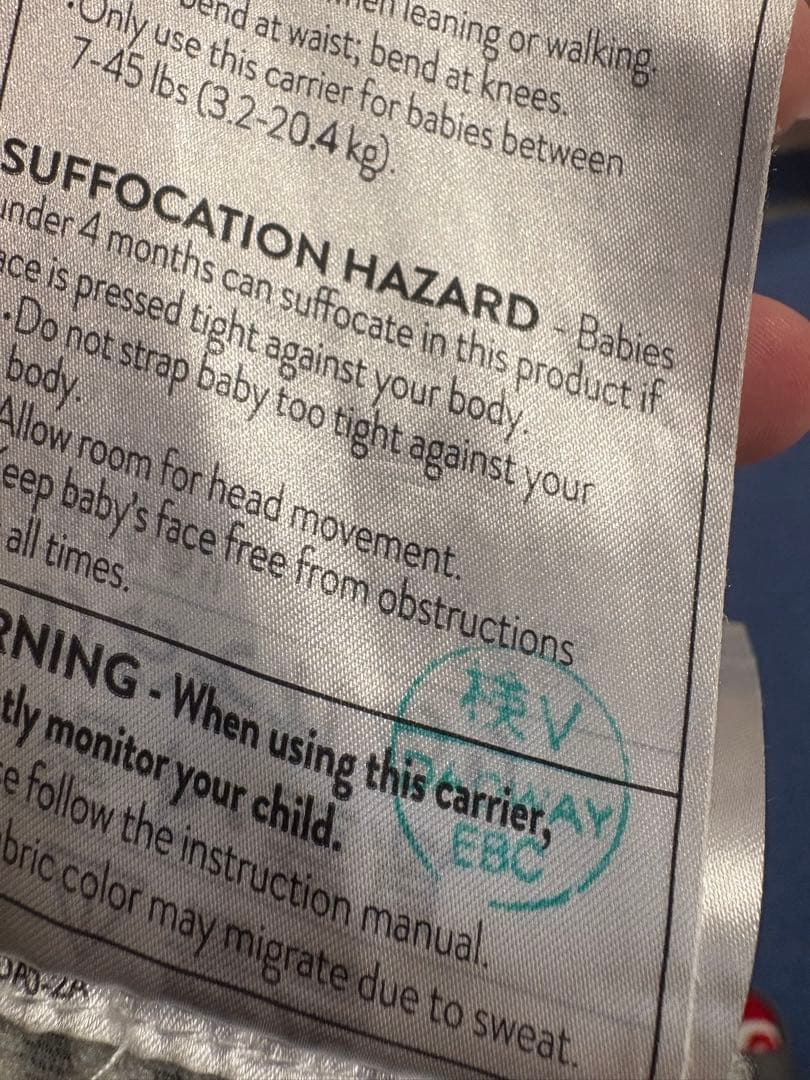 leaning or walking.
bend at waist; bend at knees.
•Only use this carrier for babies between
7-45 lbs (3.2-20.4 kg).
SUFFOCATION HAZARD - Babies
under 4 months can suffocate in this product if
ace is pressed tight against your body.
•Do not strap baby too tight against your
body.
Allow room for head movement.
eep baby's face free from obstructions
all times.
RNING - When using this carrier,
tly monitor your child.
e follow the instruction manual.
bric color may migrate due to sweat.
V
WAY
EBC